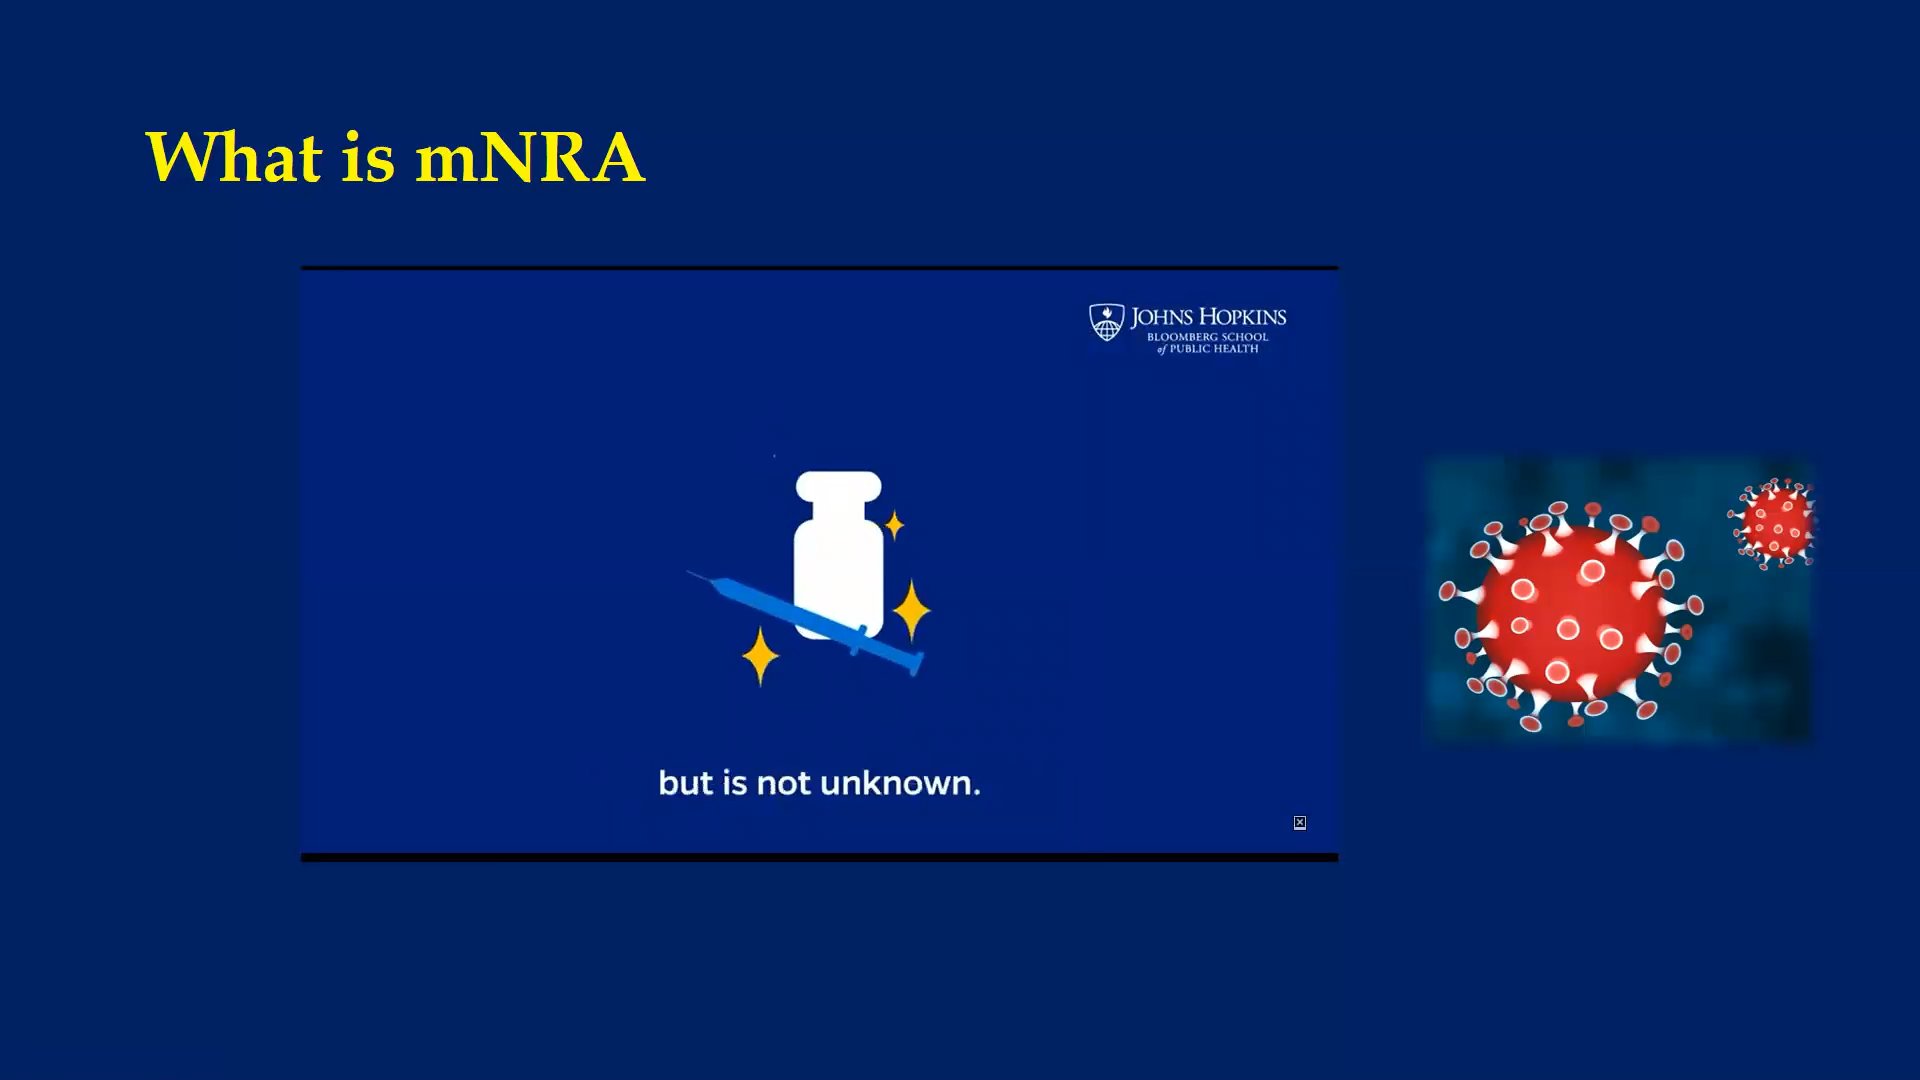 What is mNRA
JOHNS HOPKINS
BLOOMBERG SCHOOL
of PUBLIC HEALTH
but is not unknown.